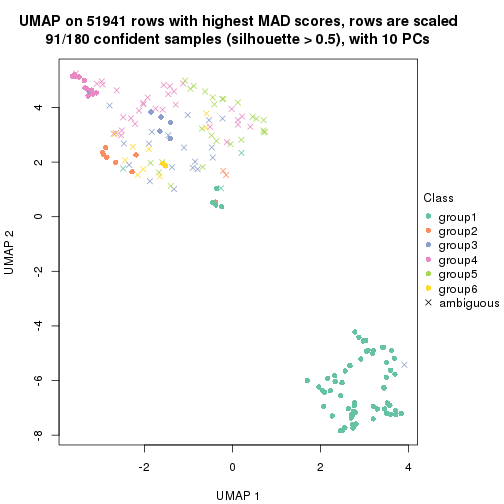 UMAP on 51941 rows with highest MAD scores, rows are scaled
91/180 confident samples (silhouette > 0.5), with 10 PCs
4
2
0
-2
-4
-6
-8
UMAP 2
-2
0
2
4
UMAP 1
Class
group1
group2
group3
group4
group5
group6
ambiguous